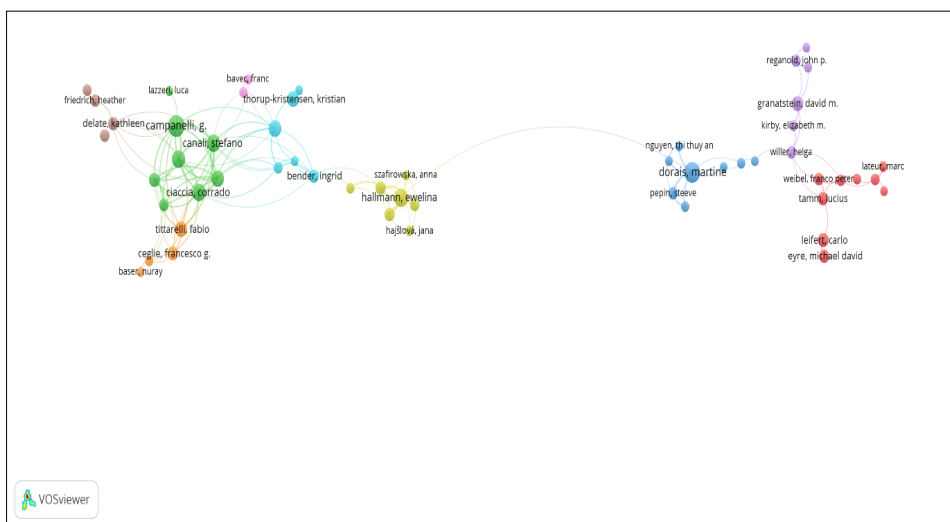 reganold, john p.
baver, franc
lazzeri, luca
friedrich, heather
thorup-kristensen, kristian
granatstein, david m.
delate, kathleen
campanelli, g.
kirby, elizabeth m.
canali, stefano
nguyen, thi thuy an
willer, helga
lateur, marc
szafirowska, anna
dorais, martine
bender, ingrid
weibel, franco peter
ciaccia, corrado
hallmann, ewelina
pepin, steeve
tamm, lucius
tittarelli, fabio
hajšlová, jana
leifert, carlo
ceglie, francesco g.
eyre, michael david
baser, nuray
VOSviewer